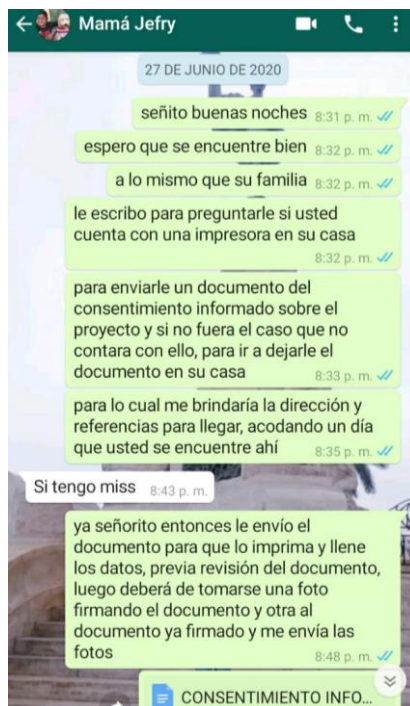 Mamá Jefry
27 DE JUNIO DE 2020
señito buenas noches 8:31 p. m.
espero que se encuentre bien 8:32 p. m.
a lo mismo que su familia 8:32 p. m.
le escribo para preguntarle si usted
cuenta con una impresora en su casa
8:32 p. m.
para enviarle un documento del
consentimiento informado sobre el
proyecto y si no fuera el caso que no
contara con ello, para ir a dejarle el
documento en su casa 8:33 p. m.
para lo cual me brindaría la dirección y
referencias para llegar, acodando un día
que usted se encuentre ahí 8:35 p. m.
Si tengo miss 8:43 p. m.
ya señorito entonces le envío el
documento para que lo imprima y llene
los datos, previa revisión del documento,
luego deberá de tomarse una foto
firmando el documento y otra al
documento ya firmado y me envía las
fotos 8:48 p. m.
CONSENTIMIENTO INFO...